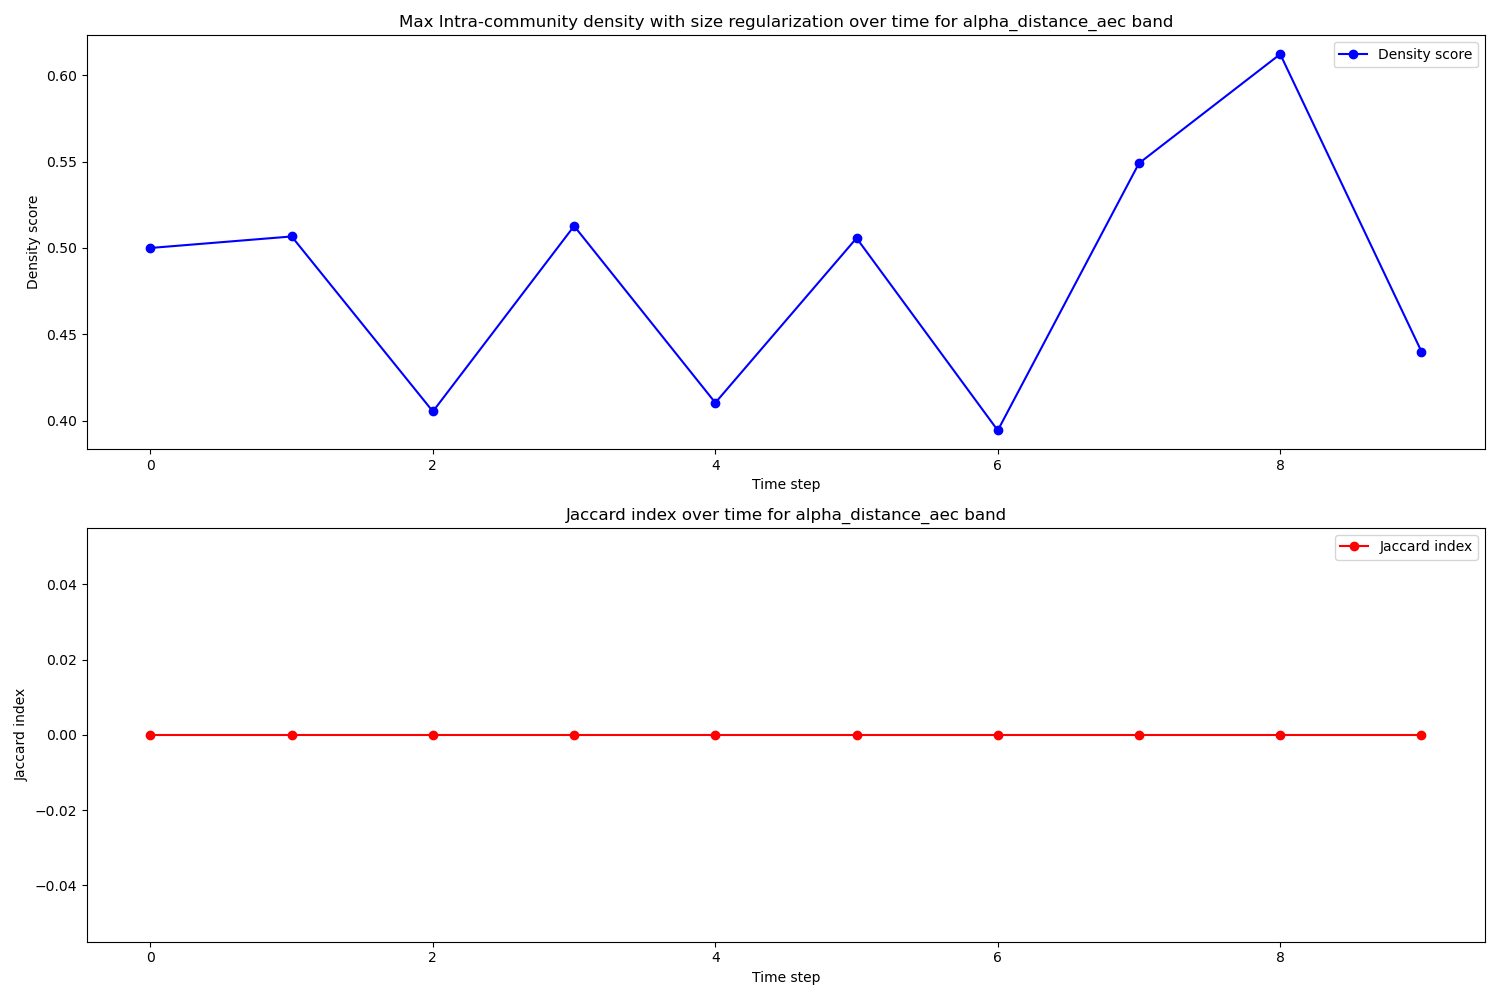 Max Intra-community density with size regularization over time for alpha_distance_aec band
Density score
0.60
0.55
0.50
0.45
0.40
Density score
0
2
4
6
8
Time step
Jaccard index over time for alpha_distance_aec band
Jaccard index
0.04
0.02
0.00
−0.02
−0.04
Jaccard index
0
2
4
6
8
Time step